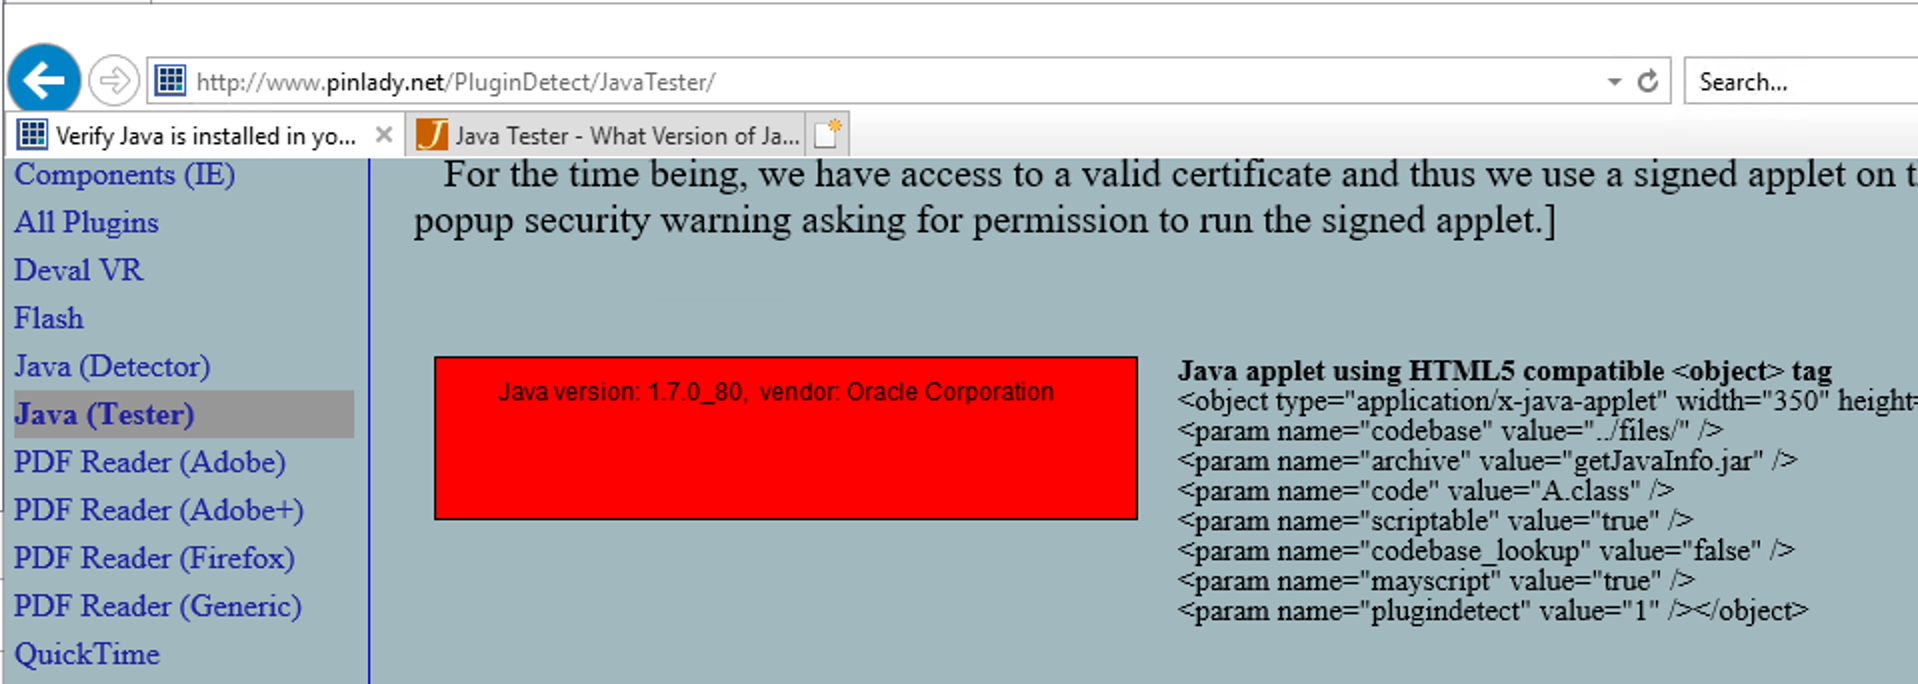 http://www.pinlady.net/PluginDetect/JavaTester/
Search...
Verify Java is installed in yo...
Java Tester - What Version of Ja...
Components (IE)
All Plugins
Deval VR
Flash
Java (Detector)
Java (Tester)
PDF Reader (Adobe)
PDF Reader (Adobe+)
PDF Reader (Firefox)
PDF Reader (Generic)
QuickTime
For the time being, we have access to a valid certificate and thus we use a signed applet on
popup security warning asking for permission to run the signed applet.]
Java version: 1.7.0_80, vendor: Oracle Corporation
Java applet using HTML5 compatible <object> tag
<object type="application/x-java-applet" width="350" height=
<param name="codebase" value="../files/" />
<param name="archive" value="getJavaInfo.jar" />
<param name="code" value="A.class" />
<param name="scriptable" value="true" />
<param name="codebase_lookup" value="false" />
<param name="mayscript" value="true" />
<param name="plugindetect" value="1" /></object>